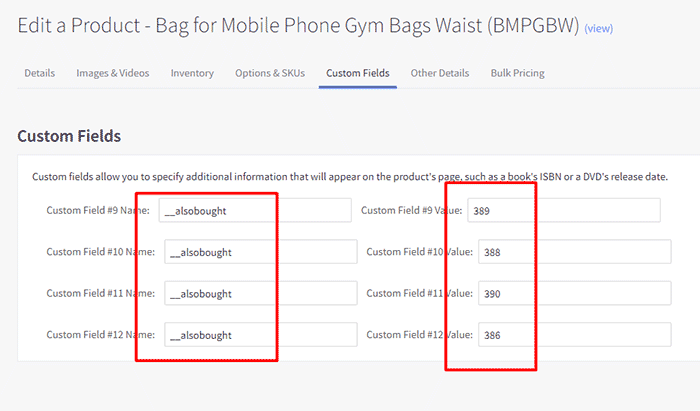 Edit a Product - Bag for Mobile Phone Gym Bags Waist (BMPGBW) (view)
Details Images & Videos Inventory Options & SKUs Custom Fields Other Details Bulk Pricing
Custom Fields
Custom fields allow you to specify additional information that will appear on the product's page, such as a book's ISBN or a DVD's release date.
Custom Field #9 Name: __alsobought Custom Field #9 Value: 389
Custom Field #10 Name: __alsobought Custom Field #10 Value: 388
Custom Field #11 Name: __alsobought Custom Field #11 Value: 390
Custom Field #12 Name: __alsobought Custom Field #12 Value: 386